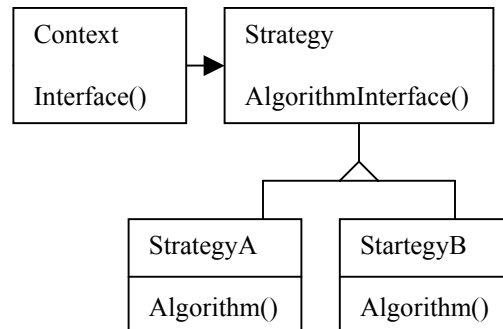 Context
Interface()
Strategy
AlgorithmInterface()
StrategyA
Algorithm()
StartegyB
Algorithm()